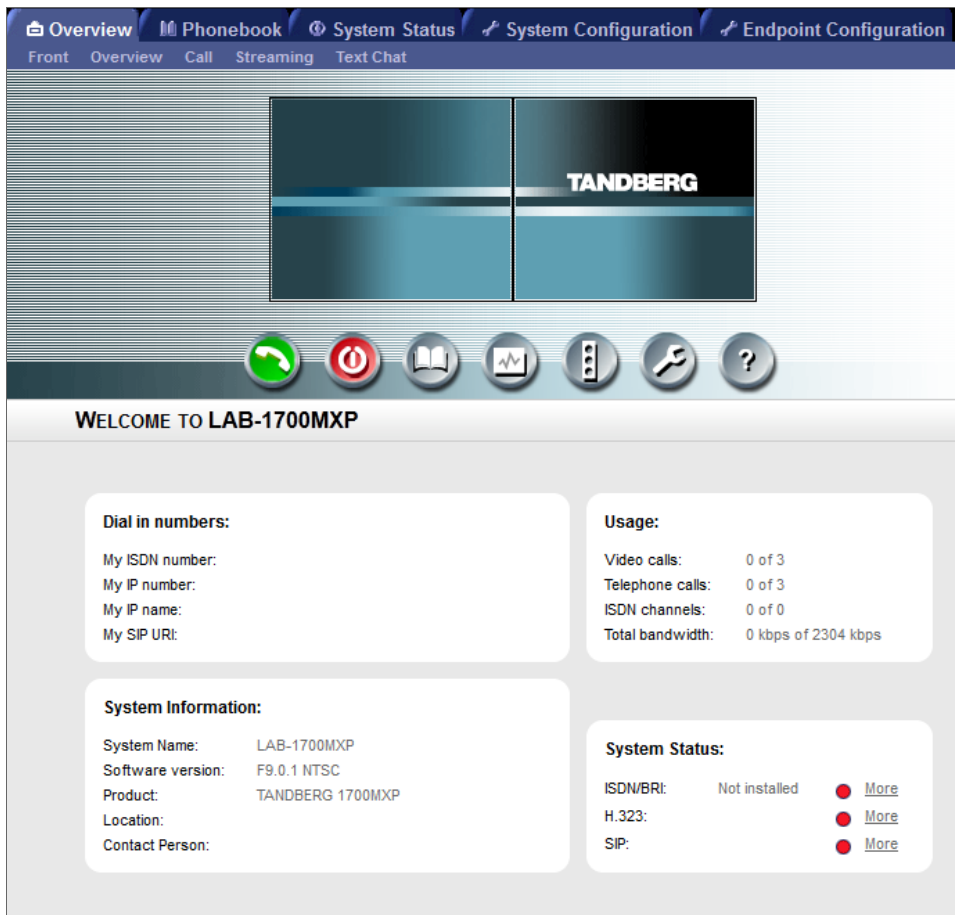 Overview Phonebook System Status System Configuration Endpoint Configuration
Front Overview Call Streaming Text Chat
TANDBERG
?
WELCOME TO LAB-1700MXP
Dial in numbers:
My ISDN number:
My IP number:
My IP name:
My SIP URI:
Usage:
Video calls: 0 of 3
Telephone calls: 0 of 3
ISDN channels: 0 of 0
Total bandwidth: 0 kbps of 2304 kbps
System Information:
System Name: LAB-1700MXP
Software version: F9.0.1 NTSC
Product: TANDBERG 1700MXP
Location:
Contact Person:
System Status:
ISDN/BRI: Not installed More
H.323: More
SIP: More